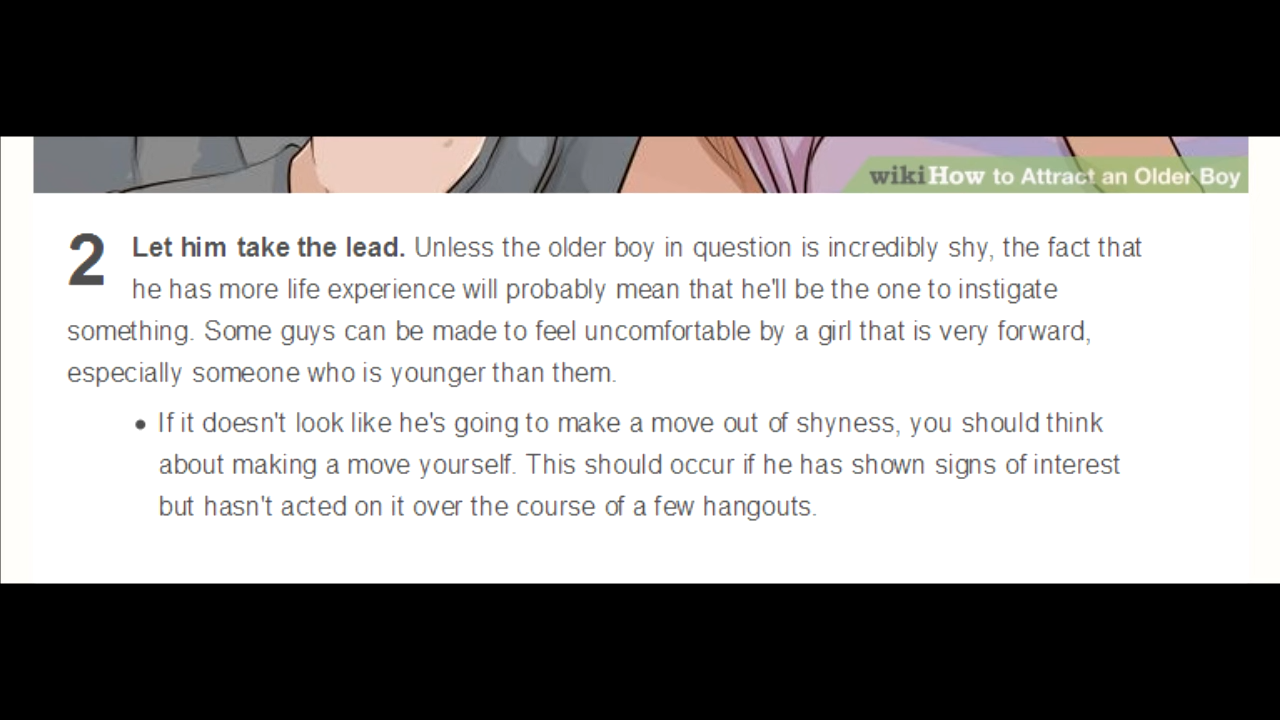 wikiHow to Attract an Older Boy
2 Let him take the lead. Unless the older boy in question is incredibly shy, the fact that
he has more life experience will probably mean that he'll be the one to instigate
something. Some guys can be made to feel uncomfortable by a girl that is very forward,
especially someone who is younger than them.
• If it doesn't look like he's going to make a move out of shyness, you should think
about making a move yourself. This should occur if he has shown signs of interest
but hasn't acted on it over the course of a few hangouts.